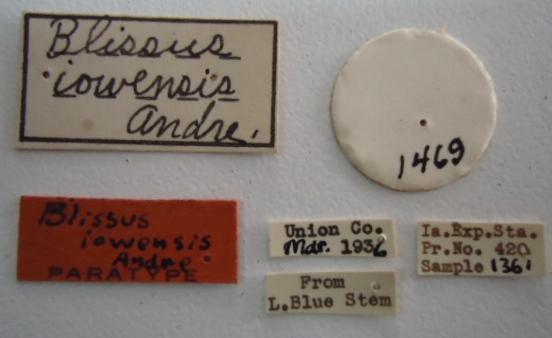 Blissus
iowensis
Andre.
1469
Blissus
iowensis
Andre
PARATYPE
Union Co.
Mar. 1936
From
L.Blue Stem
Ia.Exp.Sta.
Pr.No. 420
Sample 1361